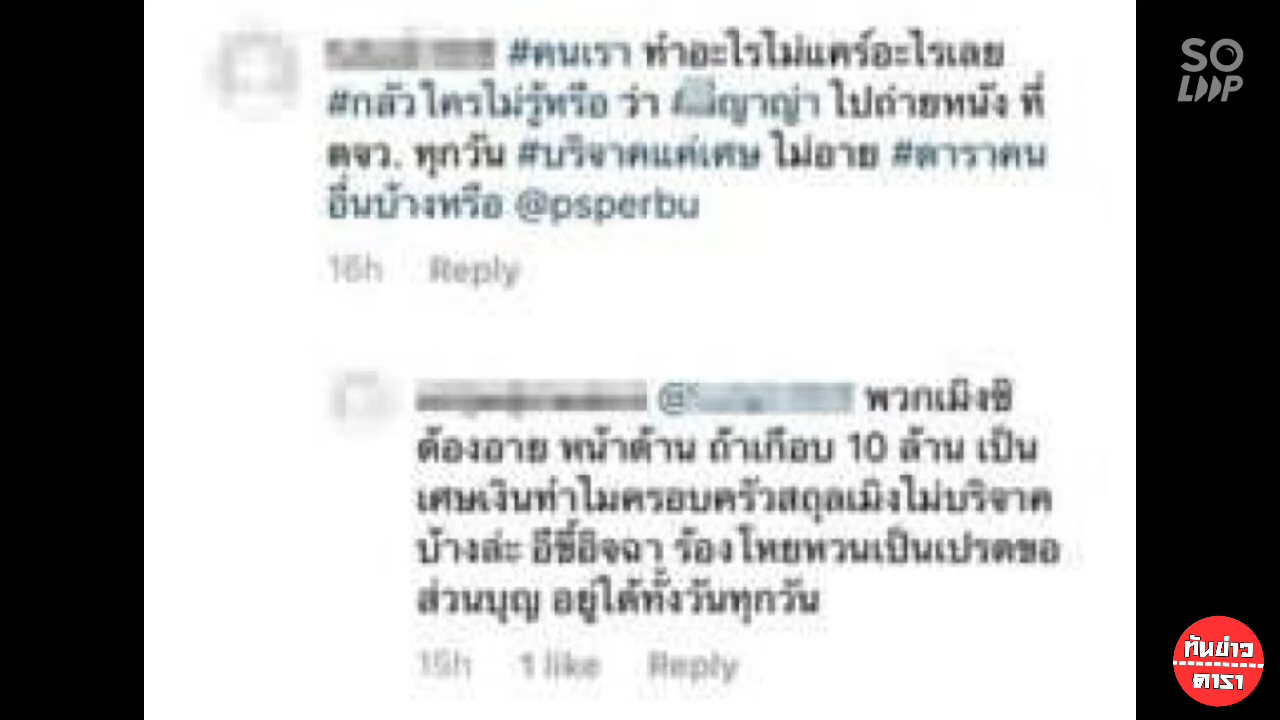 #คนเรา ทำอะไรไม่แคร์อะไรเลย
#กลัวใครไม่รู้หรือ ว่า ญาญ่า ไปถ่ายหนัง ที่
ตจว. ทุกวัน #บริจาคแค่เศษ ไม่อาย #ดาราคน
อื่นบ้างหรือ @psperbu
16h Reply
@ พวกเมิงซิ
ต้องอาย หน้าด้าน ถ้าเกือบ 10 ล้าน เป็น
เศษเงินทำไมครอบครัวสกุลเมิงไม่บริจาค
บ้างล่ะ อีขี้อิจฉา ร้องโหยหวนเป็นเปรตขอ
ส่วนบุญ อยู่ได้ทั้งวันทุกวัน
15h 1 like Reply
SO
LOOP
ทันข่าว
ดารา